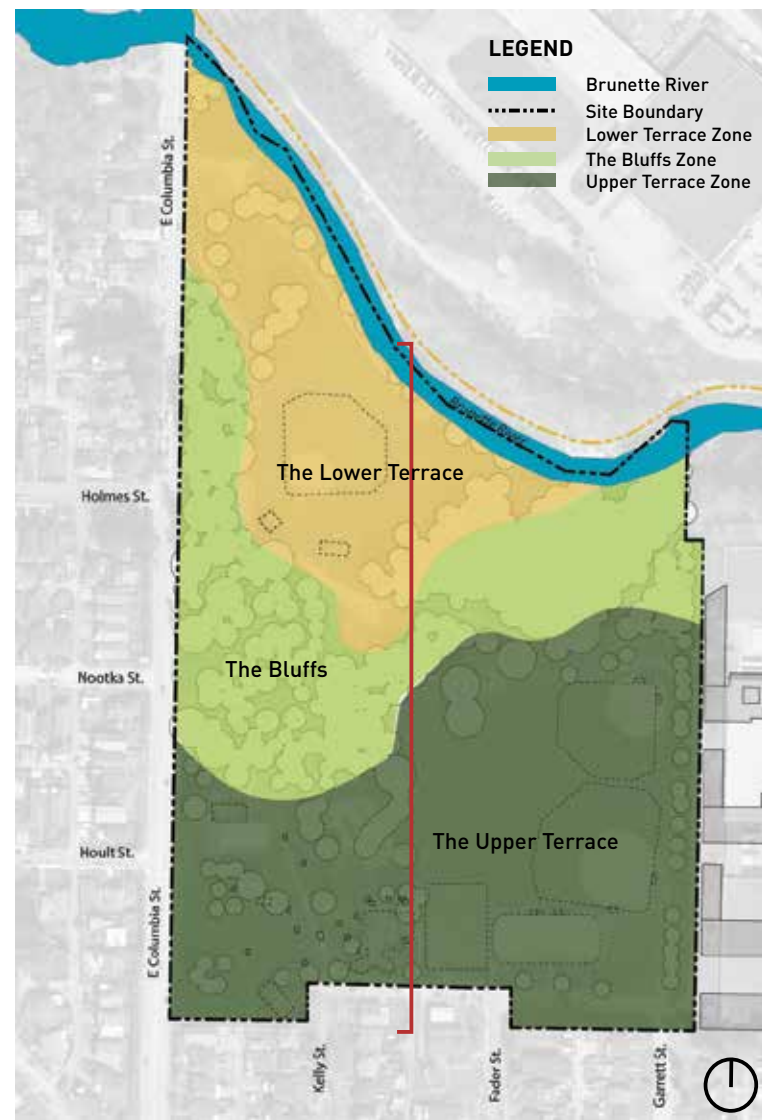 LEGEND
Brunette River
Site Boundary
Lower Terrace Zone
The Bluffs Zone
Upper Terrace Zone
E Columbia St.
Brunette River
The Lower Terrace
Holmes St.
The Bluffs
Nootka St.
The Upper Terrace
Hoult St.
E Columbia St.
Kelly St.
Fader St.
Garrett St.